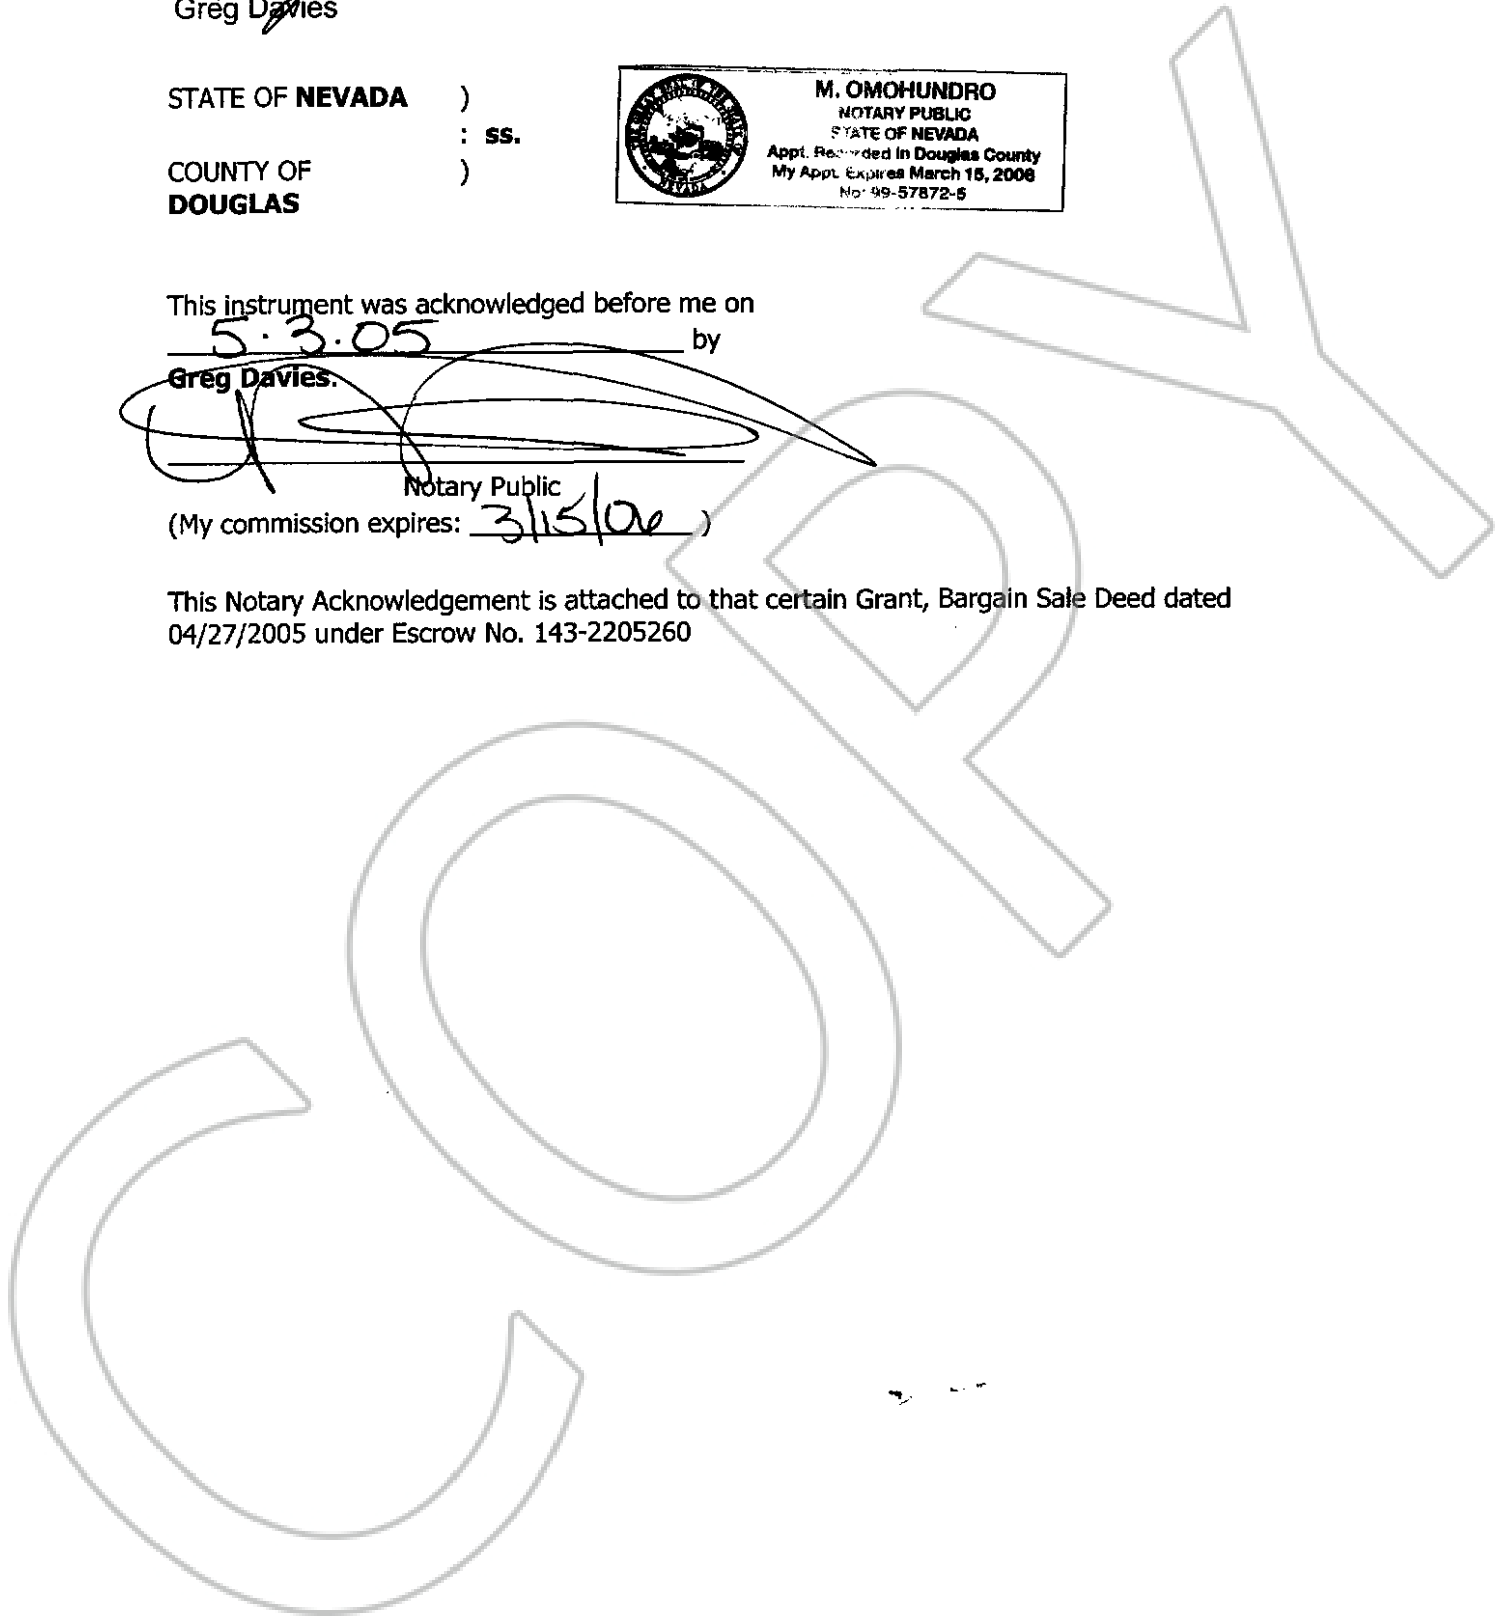 Greg Davies
STATE OF NEVADA )
: ss.
COUNTY OF )
DOUGLAS
M. OMOHUNDRO
NOTARY PUBLIC
STATE OF NEVADA
Appt. Recorded in Douglas County
My Appt. Expires March 15, 2006
No: 99-57872-5
NEVADA
This instrument was acknowledged before me on
5.3.05 by
Greg Davies.
Notary Public
(My commission expires: 3/15/06 )
This Notary Acknowledgement is attached to that certain Grant, Bargain Sale Deed dated
04/27/2005 under Escrow No. 143-2205260
COPY